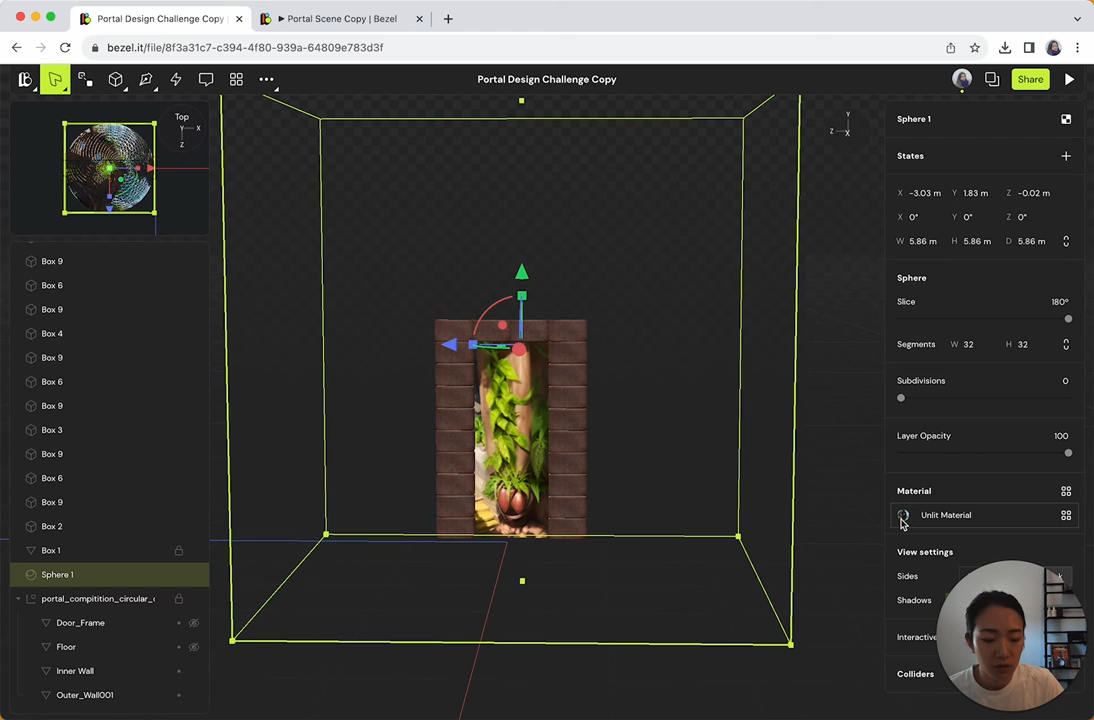 Portal Design Challenge Copy
Portal Scene Copy | Bezel
bezel.it/file/8f3a31c7-c394-4f80-939a-64809e783d3f
Portal Design Challenge Copy
Share
Top
Y X
Z
Y
Z X
Box 9
Box 6
Box 9
Box 4
Box 9
Box 6
Box 9
Box 3
Box 9
Box 6
Box 9
Box 2
Box 1
Sphere 1
portal_compitition_circular_
Door_Frame
Floor
Inner Wall
Outer_Wall001
Sphere 1
States
X -3.03 m Y 1.83 m Z -0.02 m
X 0° Y 0° Z 0°
W 5.86 m H 5.86 m D 5.86 m
Sphere
Slice 180°
Segments W 32 H 32
Subdivisions 0
Layer Opacity 100
Material
Unlit Material
View settings
Sides
Shadows
Interactive
Colliders